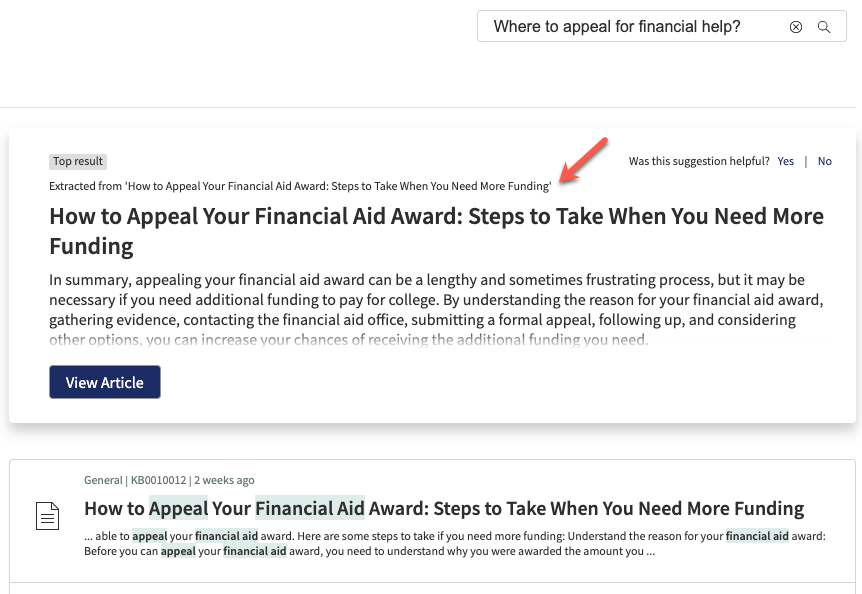 Where to appeal for financial help?
Top result
Was this suggestion helpful? Yes | No
Extracted from 'How to Appeal Your Financial Aid Award: Steps to Take When You Need More Funding'
How to Appeal Your Financial Aid Award: Steps to Take When You Need More
Funding
In summary, appealing your financial aid award can be a lengthy and sometimes frustrating process, but it may be
necessary if you need additional funding to pay for college. By understanding the reason for your financial aid award,
gathering evidence, contacting the financial aid office, submitting a formal appeal, following up, and considering
other options, you can increase your chances of receiving the additional funding you need.
View Article
General | KB0010012 | 2 weeks ago
How to Appeal Your Financial Aid Award: Steps to Take When You Need More Funding
... able to appeal your financial aid award. Here are some steps to take if you need more funding: Understand the reason for your financial aid award:
Before you can appeal your financial aid award, you need to understand why you were awarded the amount you ...